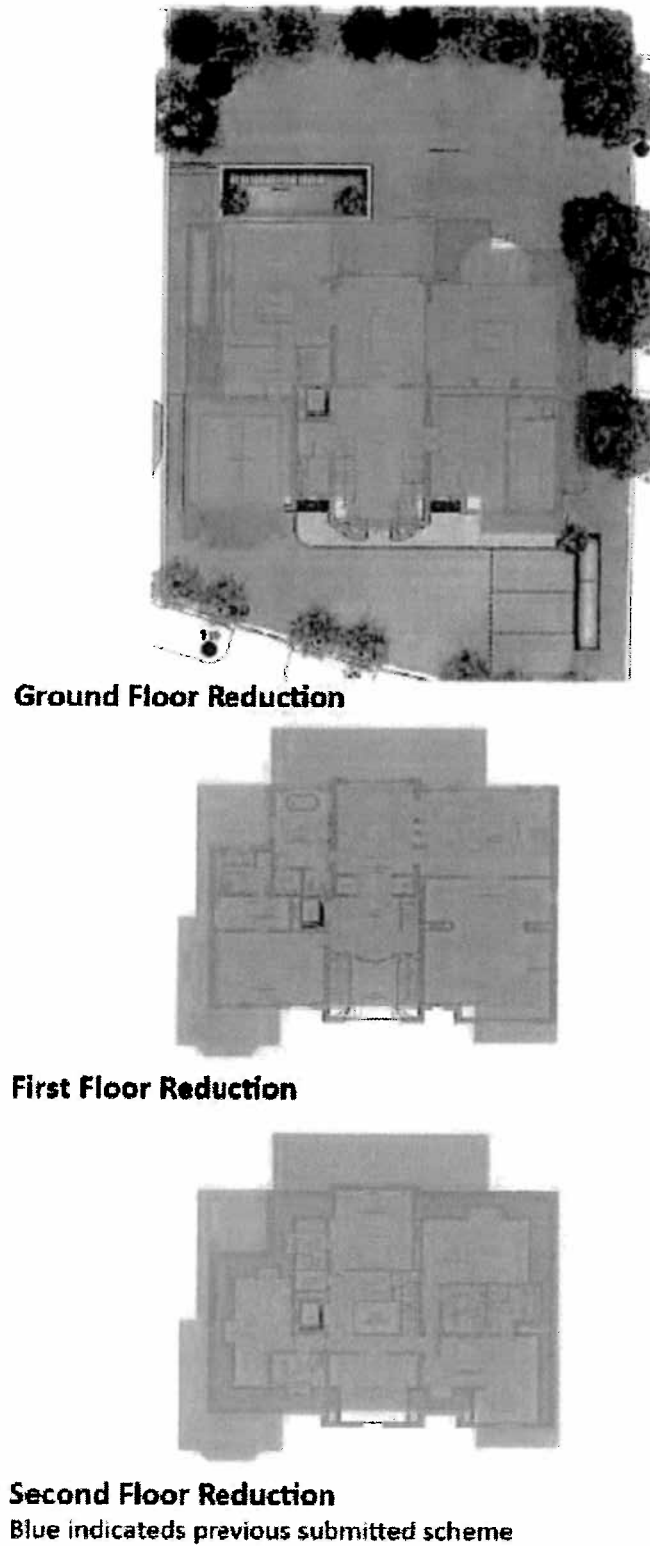 Ground Floor Reduction
First Floor Reduction
Second Floor Reduction
Blue indicateds previous submitted scheme